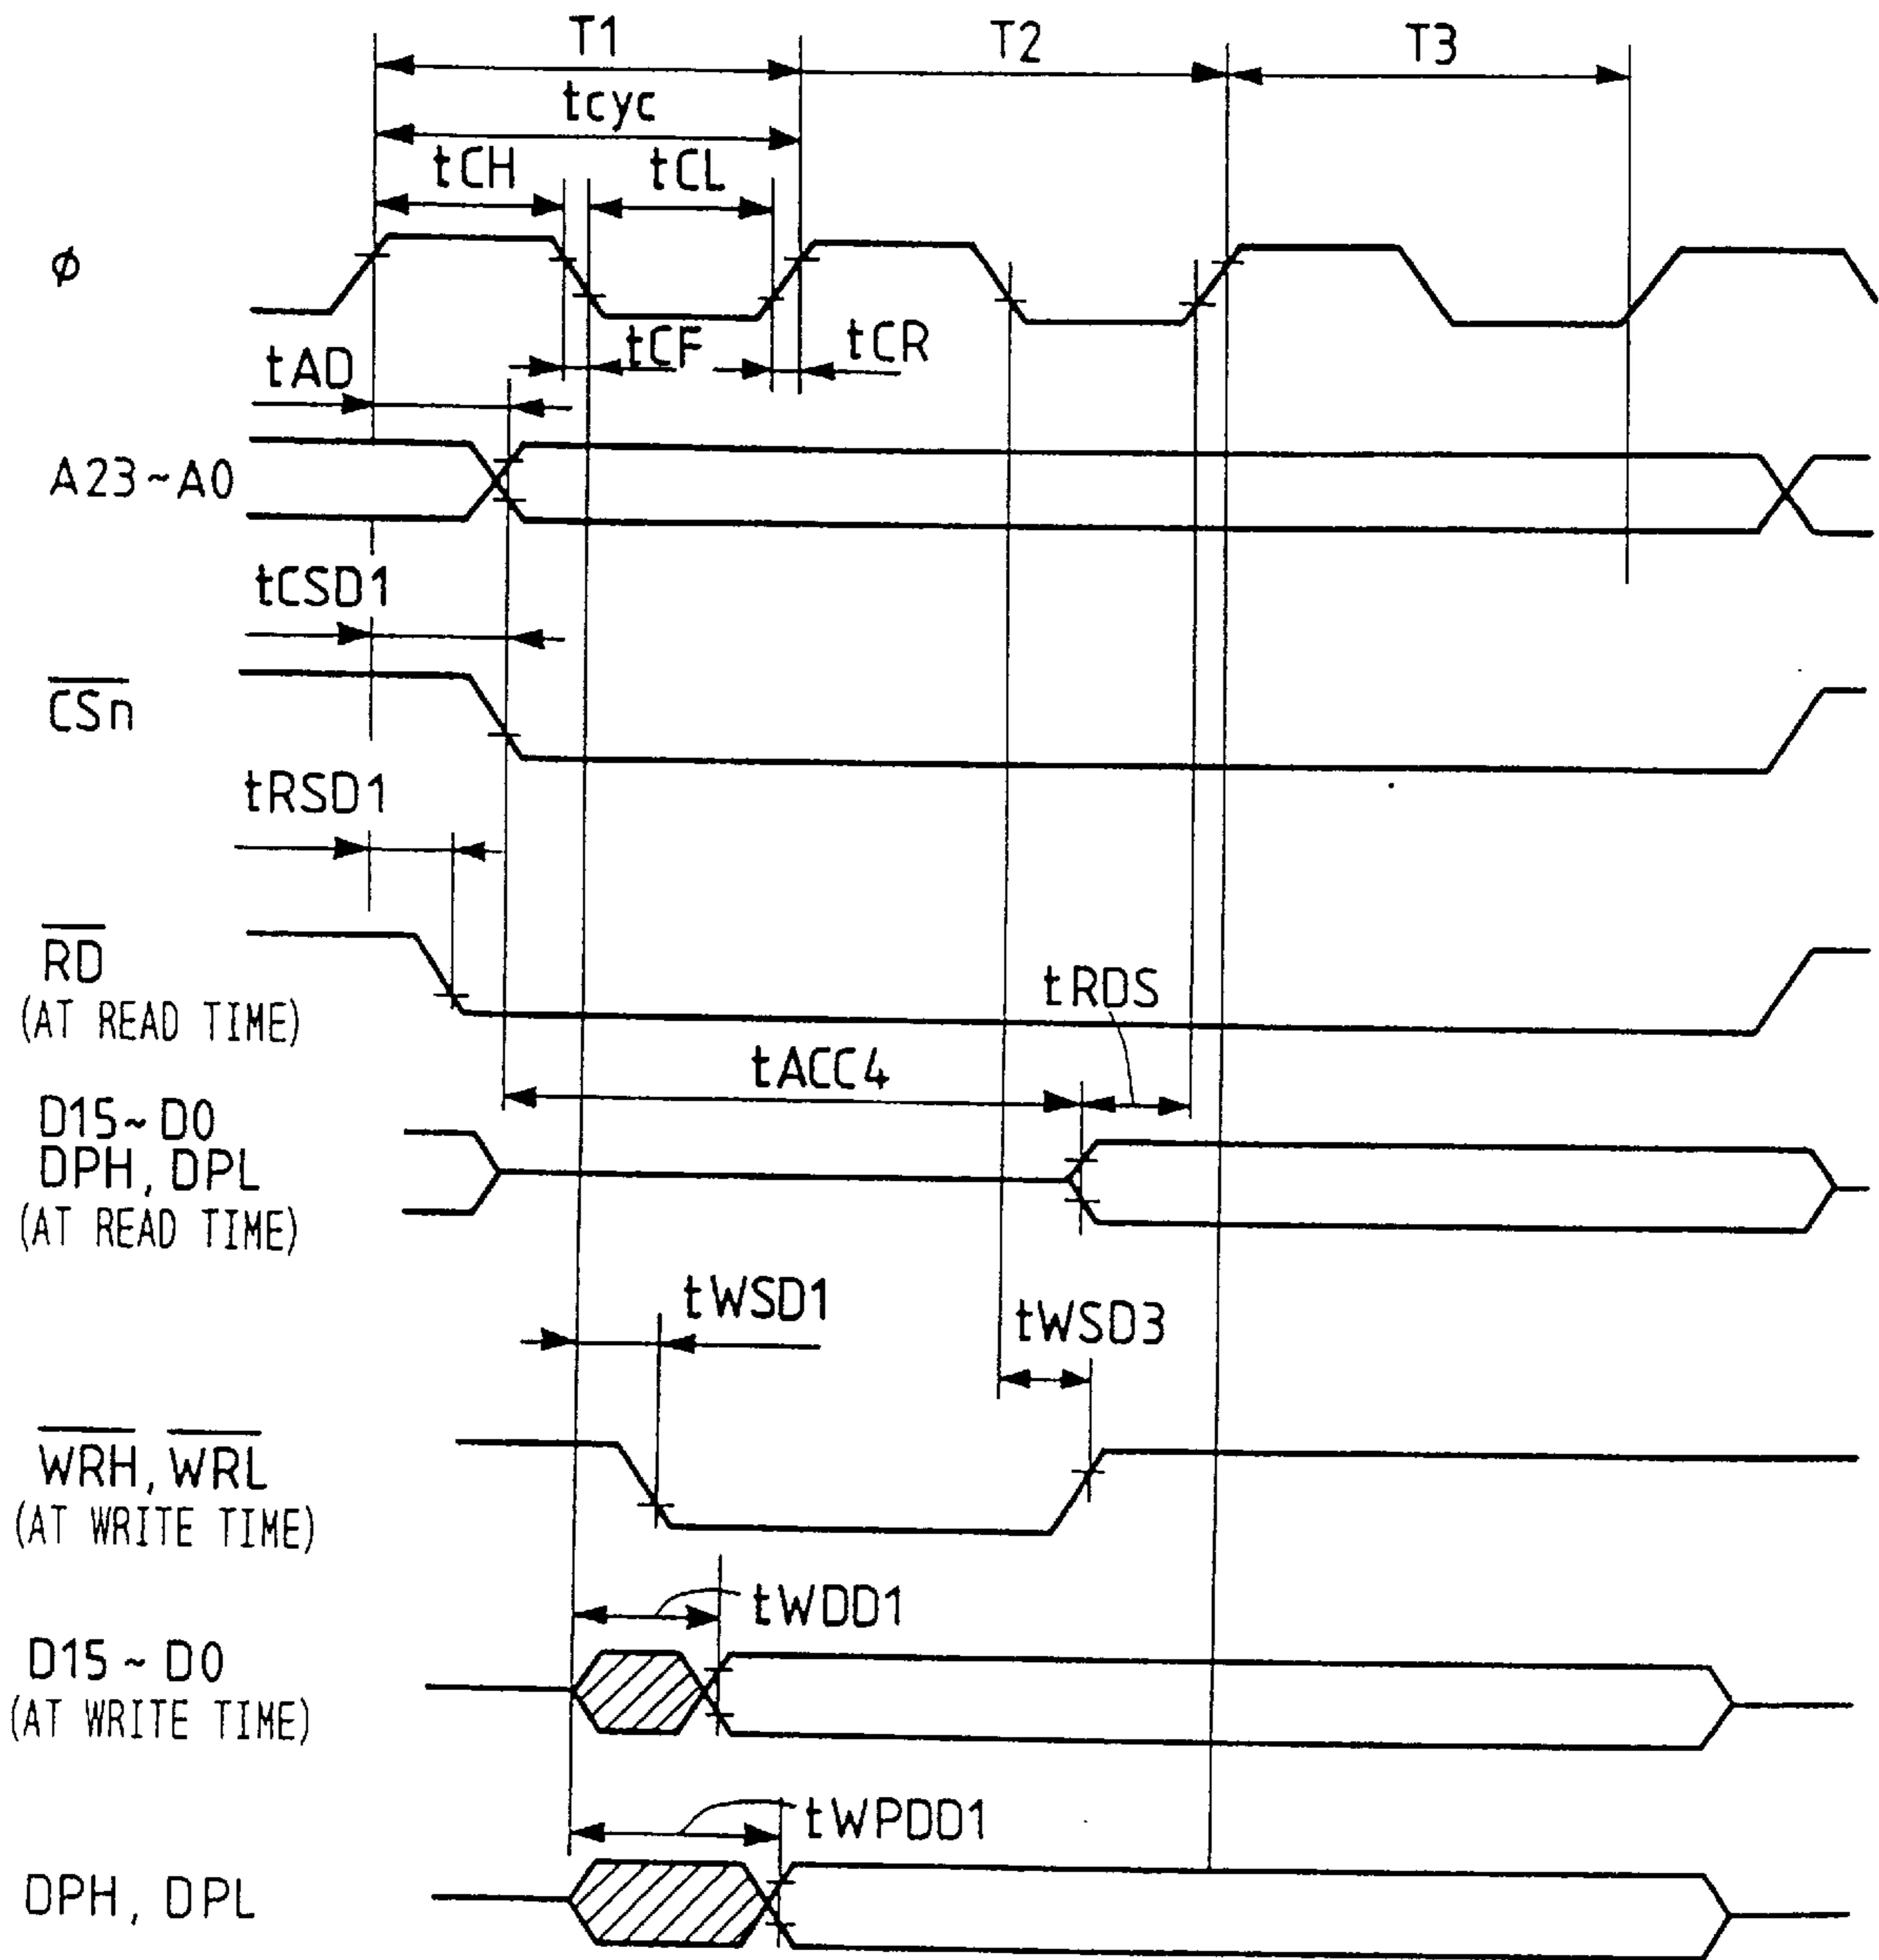 T1 T2 T3
tcyc
tCH tCL
ø
tCF tCR
tAD
A23~A0
tCSD1
CSn
tRSD1
RD
(AT READ TIME)
tRDS
tACC4
D15~D0
DPH, DPL
(AT READ TIME)
tWSD1
tWSD3
WRH, WRL
(AT WRITE TIME)
tWDD1
D15 ~ D0
(AT WRITE TIME)
tWPDD1
DPH, DPL